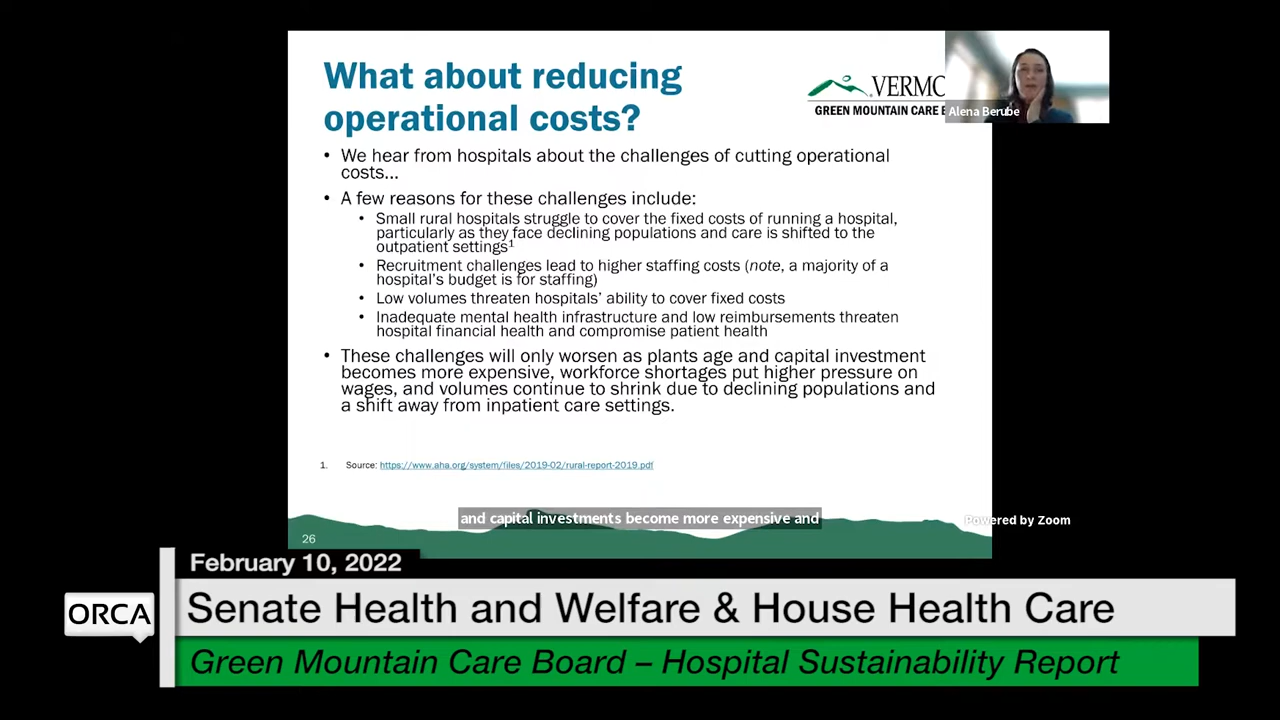 What about reducing
operational costs?
VERMO
GREEN MOUNTAIN CARE B
Alena Berube
• We hear from hospitals about the challenges of cutting operational
costs...
• A few reasons for these challenges include:
• Small rural hospitals struggle to cover the fixed costs of running a hospital,
particularly as they face declining populations and care is shifted to the
outpatient settings1
• Recruitment challenges lead to higher staffing costs (note, a majority of a
hospital's budget is for staffing)
• Low volumes threaten hospitals' ability to cover fixed costs
• Inadequate mental health infrastructure and low reimbursements threaten
hospital financial health and compromise patient health
• These challenges will only worsen as plants age and capital investment
becomes more expensive, workforce shortages put higher pressure on
wages, and volumes continue to shrink due to declining populations and
a shift away from inpatient care settings.
1. Source: https://www.aha.org/system/files/2019-02/rural-report-2019.pdf
and capital investments become more expensive and
Powered by Zoom
26
February 10, 2022
ORCA
Senate Health and Welfare & House Health Care
Green Mountain Care Board – Hospital Sustainability Report